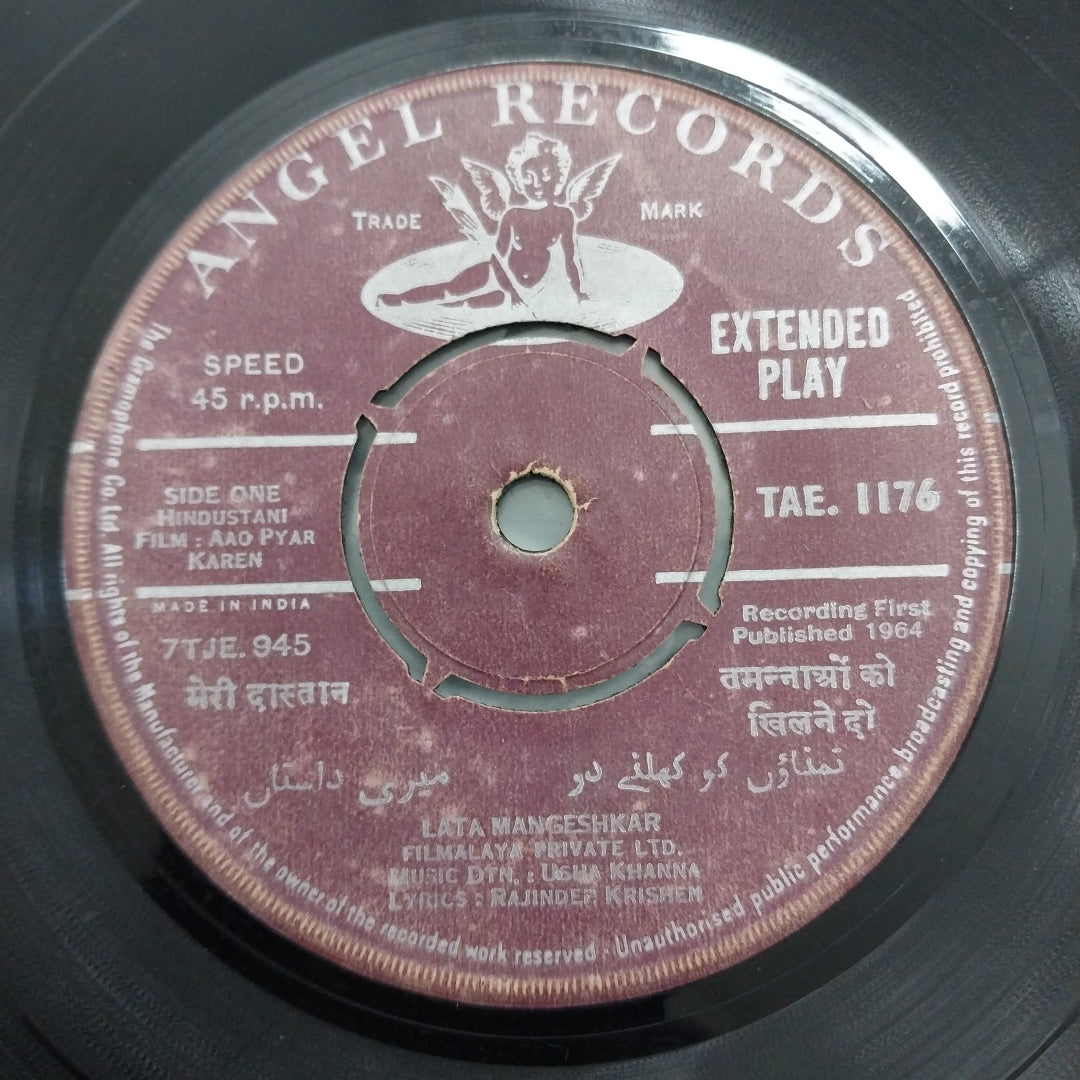 ANGEL RECORDS
TRADE MARK
SPEED
45 r.p.m.
EXTENDED
PLAY
SIDE ONE
HINDUSTANI
FILM : AAO PYAR
KAREN
TAE. 1176
MADE IN INDIA
7TJE. 945
Recording First
Published 1964
मेरी दास्तान
तमन्नाओं को
खिलने दो
میری داستاں
تمناؤں کو کھلنے دو
LATA MANGESHKAR
FILMALAYA PRIVATE LTD.
MUSIC DTN. : USHA KHANNA
LYRICS : RAJINDER KRISHEN
The Gramophone Co. Ltd. All rights of the Manufacturer and of the owner of the recorded work reserved · Unauthorised public performance, broadcasting and copying of this record prohibited